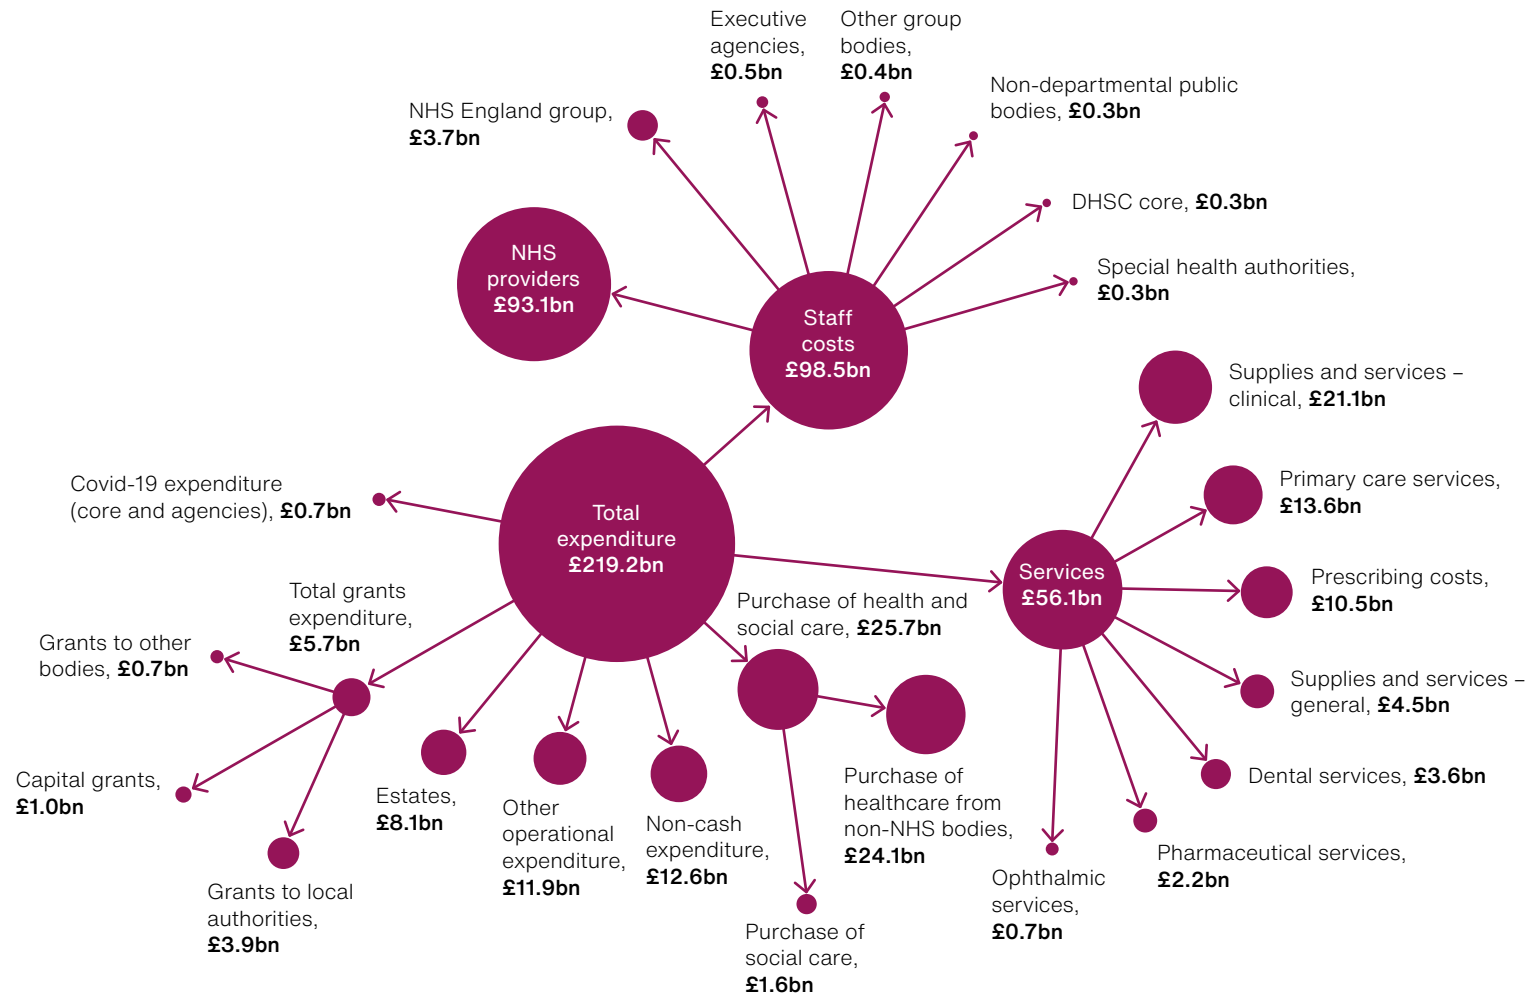 Executive
agencies,
£0.5bn
Other group
bodies,
£0.4bn
Non-departmental public
bodies, £0.3bn
NHS England group,
£3.7bn
DHSC core, £0.3bn
Special health authorities,
£0.3bn
NHS
providers
£93.1bn
Staff
costs
£98.5bn
Supplies and services –
clinical, £21.1bn
Primary care services,
£13.6bn
Covid-19 expenditure
(core and agencies), £0.7bn
Total
expenditure
£219.2bn
Services
£56.1bn
Prescribing costs,
£10.5bn
Total grants
expenditure,
£5.7bn
Purchase of health and
social care, £25.7bn
Grants to other
bodies, £0.7bn
Supplies and services –
general, £4.5bn
Capital grants,
£1.0bn
Estates,
£8.1bn
Other
operational
expenditure,
£11.9bn
Non-cash
expenditure,
£12.6bn
Purchase of
healthcare from
non-NHS bodies,
£24.1bn
Dental services, £3.6bn
Pharmaceutical services,
£2.2bn
Ophthalmic
services,
£0.7bn
Grants to local
authorities,
£3.9bn
Purchase of
social care,
£1.6bn